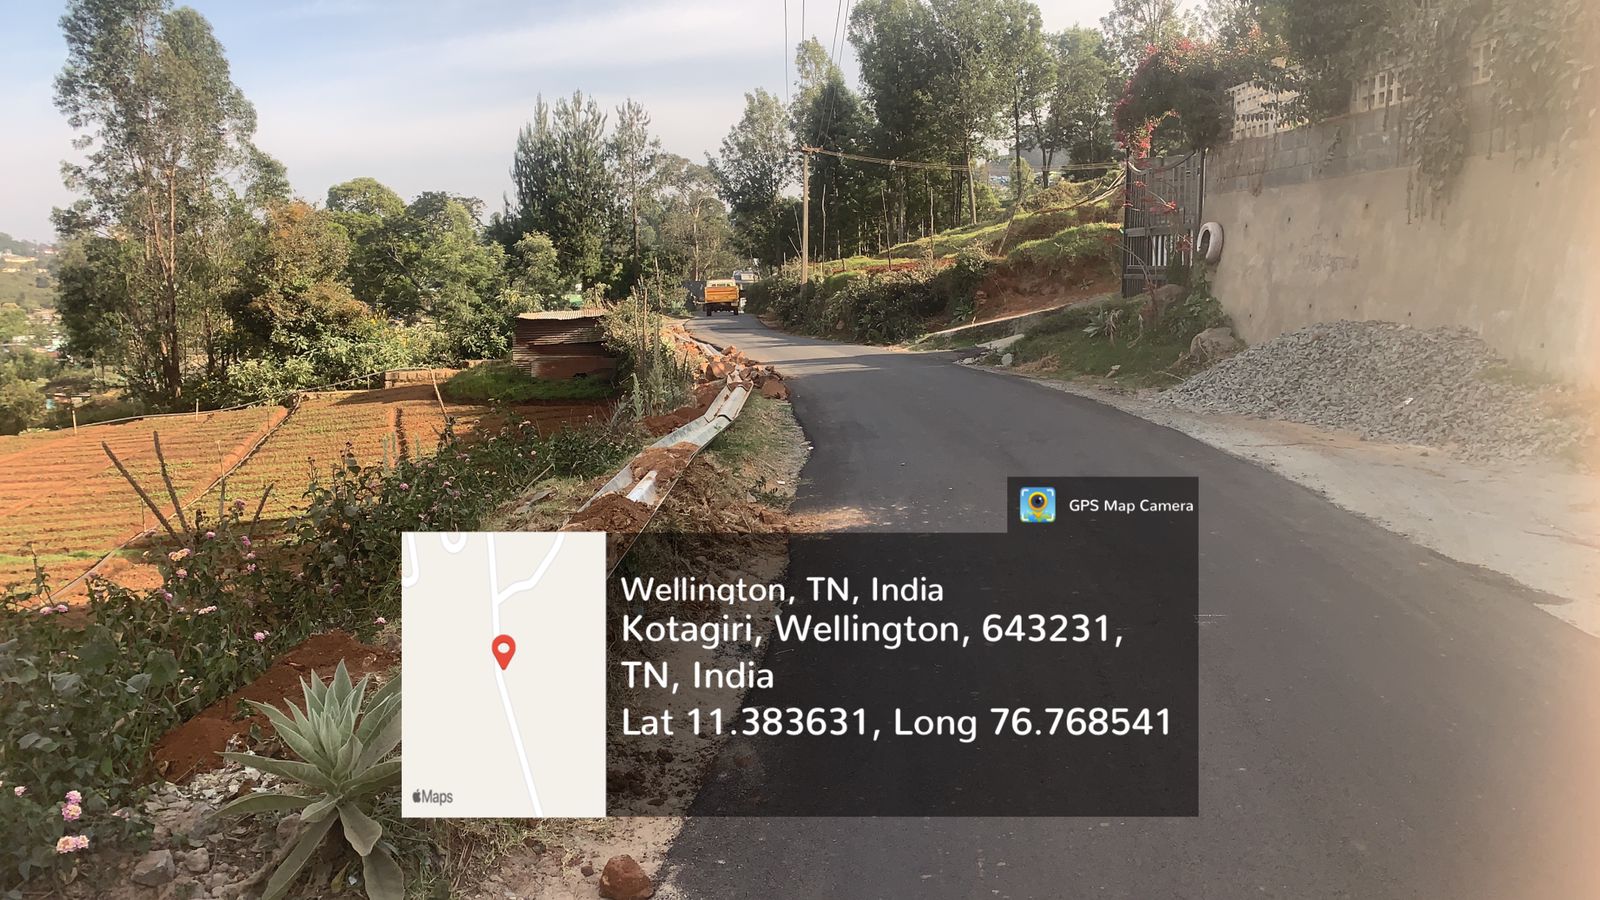 GPS Map Camera
Wellington, TN, India
Kotagiri, Wellington, 643231,
TN, India
Lat 11.383631, Long 76.768541
Maps